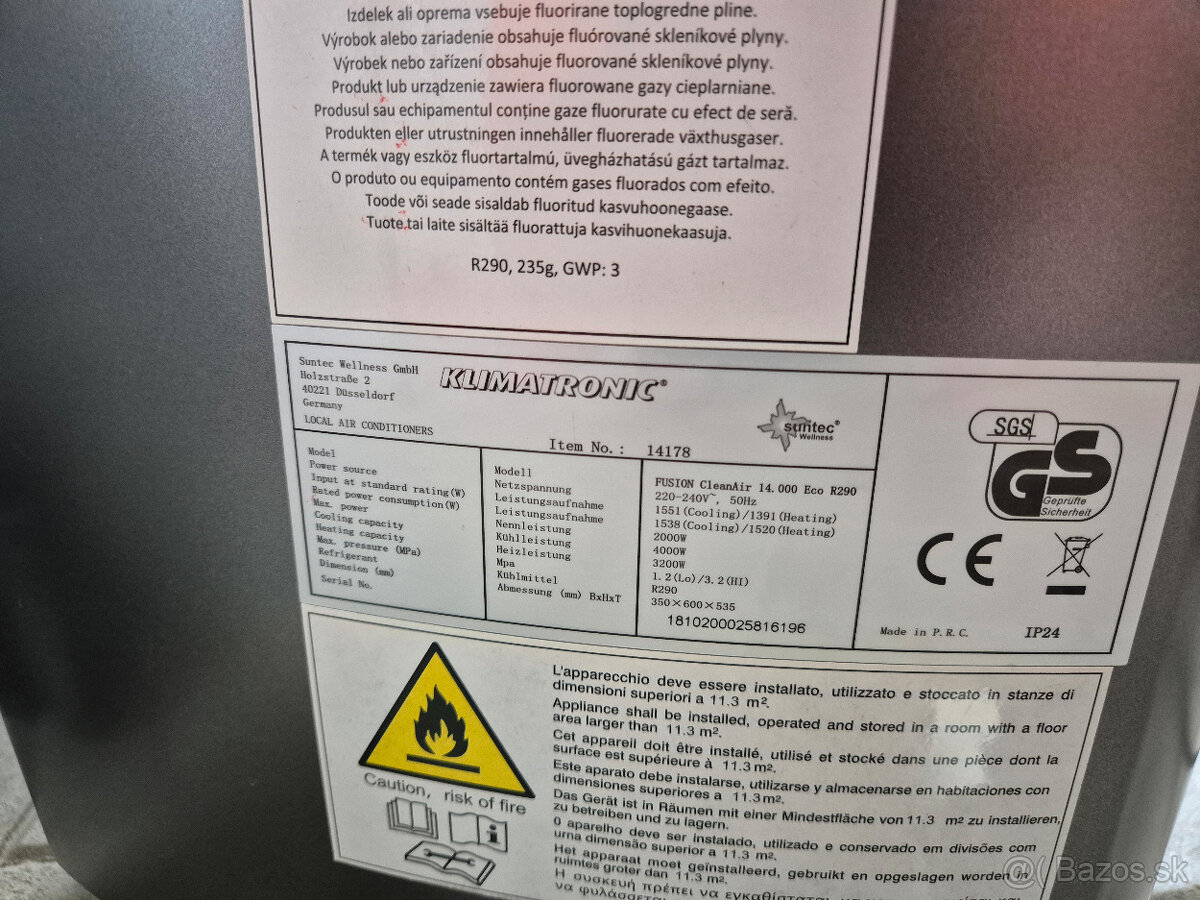 Izdelek ali oprema vsebuje fluorirane toplogredne pline.
Výrobok alebo zariadenie obsahuje fluórované skleníkové plyny.
Výrobek nebo zařízení obsahuje fluorované skleníkové plyny.
Produkt lub urządzenie zawiera fluorowane gazy cieplarniane.
Produsul sau echipamentul conține gaze fluorurate cu efect de seră.
Produkten eller utrustningen innehåller fluorerade växthusgaser.
A termék vagy eszköz fluortartalmú, üvegházhatású gázt tartalmaz.
O produto ou equipamento contém gases fluorados com efeito.
Toode või seade sisaldab fluoritud kasvuhoonegaase.
Tuote tai laite sisältää fluorattuja kasvihuonekaasuja.
R290, 235g, GWP: 3
Suntec Wellness GmbH
Holzstraße 2
40221 Düsseldorf
Germany
LOCAL AIR CONDITIONERS
KLIMATRONIC®
suntec®
Wellness
Item No.: 14178
Model
Power source
Input at standard rating(W)
Rated power consumption(W)
Max. power
Cooling capacity
Heating capacity
Max. pressure (MPa)
Refrigerant
Dimension (mm)
Serial No.
Modell
Netzspannung
Leistungsaufnahme
Leistungsaufnahme
Nennleistung
Kühlleistung
Heizleistung
Mpa
Kühlmittel
Abmessung (mm) BxHxT
FUSION CleanAir 14.000 Eco R290
220-240V~, 50Hz
1551(Cooling)/1391(Heating)
1538(Cooling)/1520(Heating)
2000W
4000W
3200W
1.2(Lo)/3.2(HI)
R290
350×600×535
1810200025816196
SGS
GS
Geprüfte
Sicherheit
CE
Made in P.R.C.
IP24
Caution, risk of fire
L'apparecchio deve essere installato, utilizzato e stoccato in stanze di
dimensioni superiori a 11.3 m².
Appliance shall be installed, operated and stored in a room with a floor
area larger than 11.3 m².
Cet appareil doit être installé, utilisé et stocké dans une pièce dont la
surface est supérieure à 11.3 m².
Este aparato debe instalarse, utilizarse y almacenarse en habitaciones con
dimensiones superiores a 11.3 m².
Das Gerät ist in Räumen mit einer Mindestfläche von 11.3 m² zu installieren,
zu betreiben und zu lagern.
O aparelho deve ser instalado, utilizado e conservado em divisões com
urna dimensão superior a 11.3 m².
Het apparaat moet geïnstalleerd, gebruikt en opgeslagen worden in
ruimtes groter dan 11.3 m².
Η συσκευή πρέπει να εγκαθίσταται
να φυλάσσεται
Bazos.sk